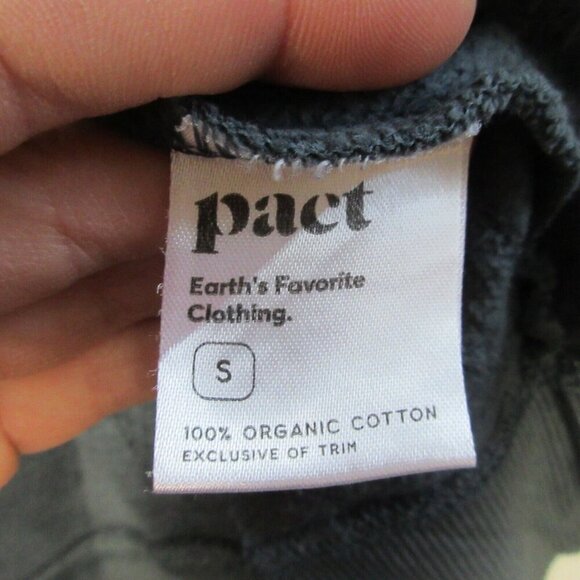 pact
Earth's Favorite
Clothing.
S
100% ORGANIC COTTON
EXCLUSIVE OF TRIM